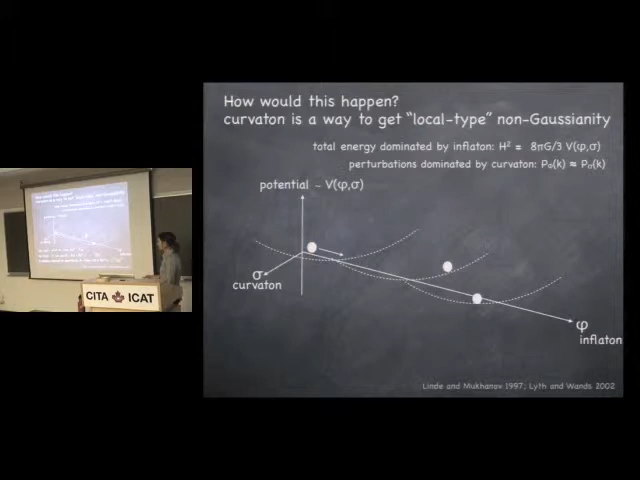 How would this happen?
curvaton is a way to get "local-type" non-Gaussianity
total energy dominated by inflaton: H² = 8πG/3 V(φ,σ)
perturbations dominated by curvaton: Pφ(k) ≈ Pσ(k)
potential ~ V(φ,σ)
σ
curvaton
φ
inflaton
Linde and Mukhanov 1997; Lyth and Wands 2002
CITA ICAT